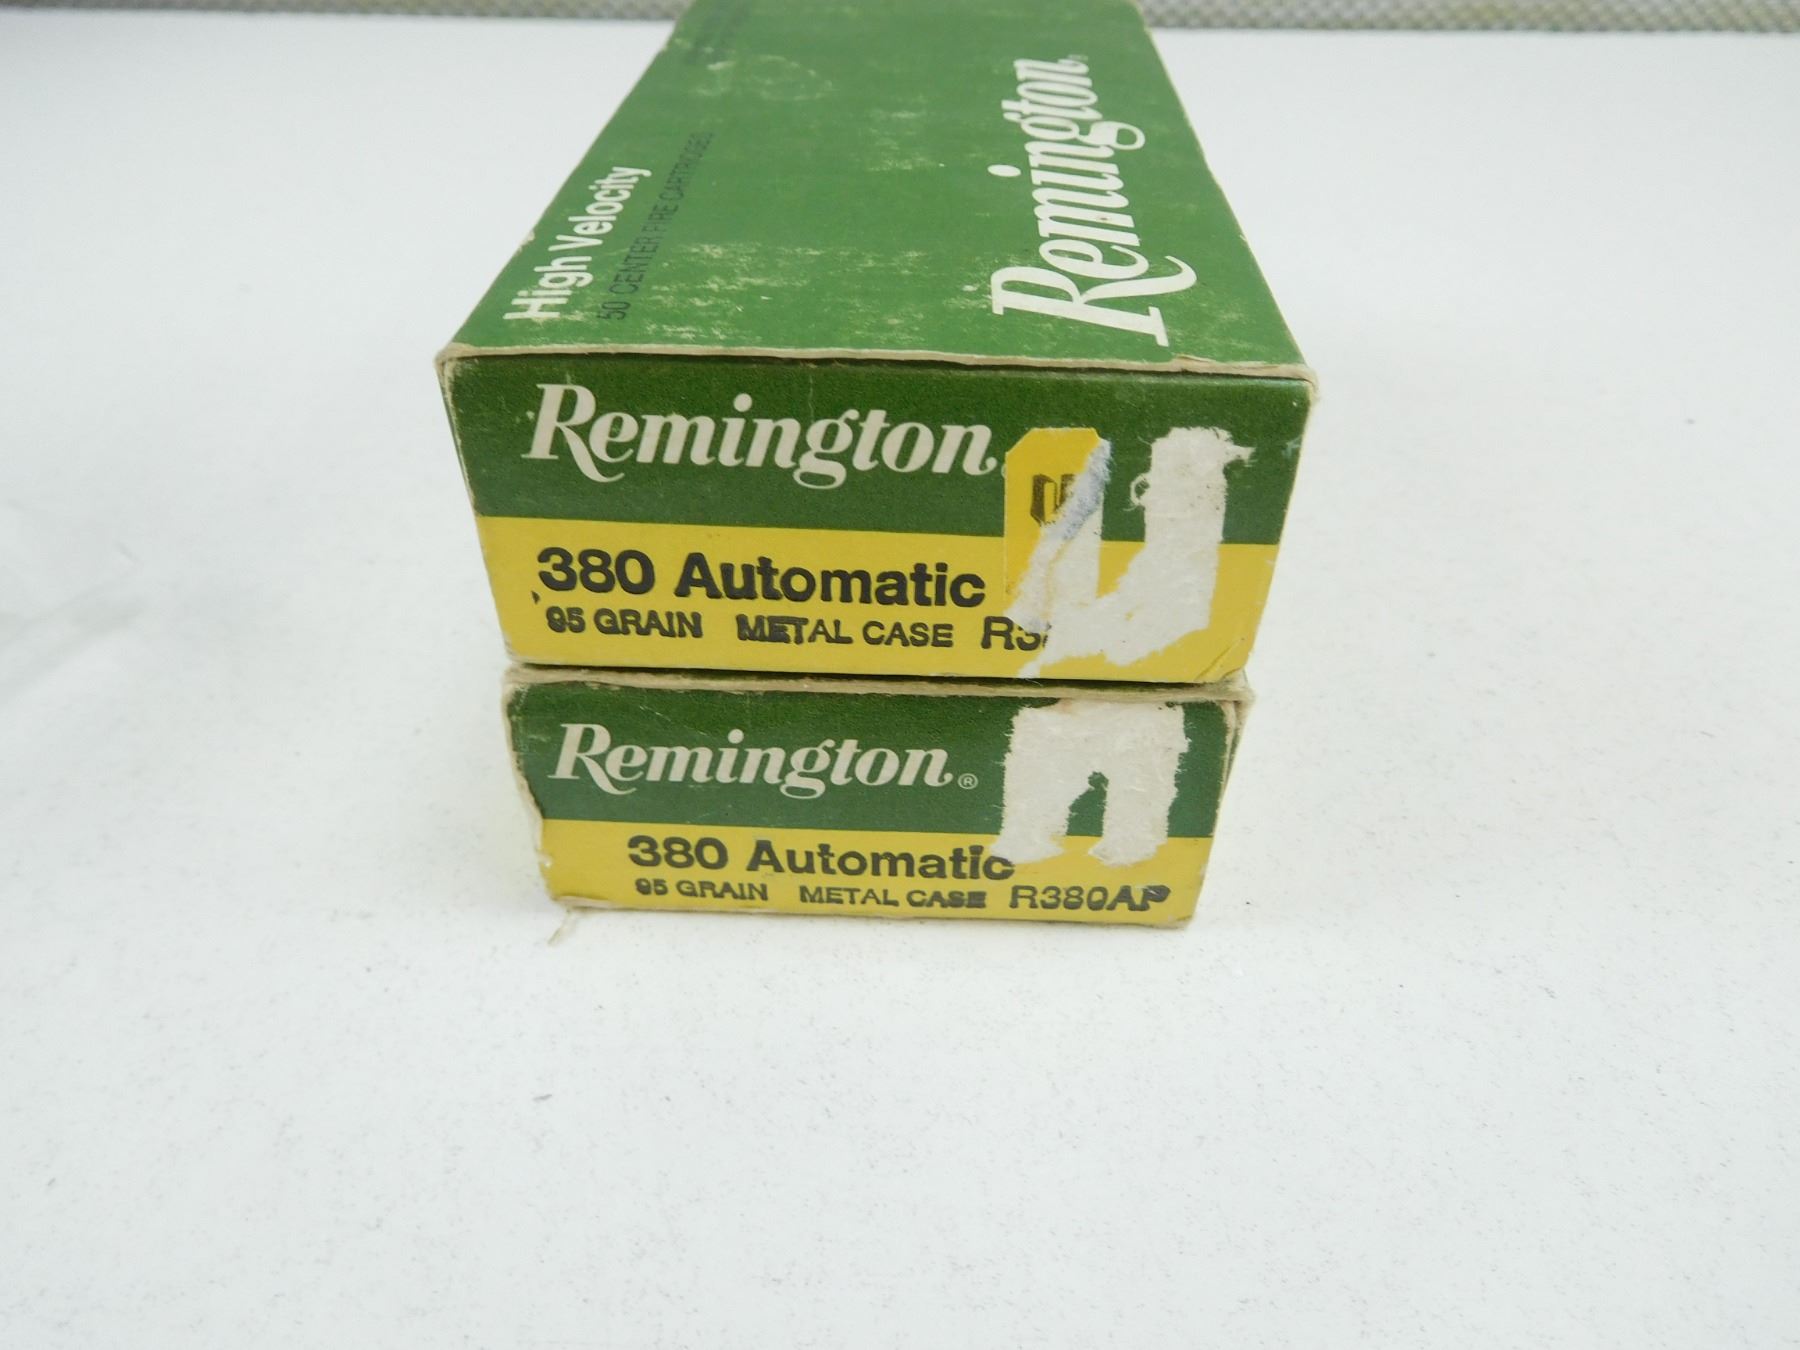 High Velocity
50 CENTER FIRE CARTRIDGES
Remington®
Remington
380 Automatic
95 GRAIN METAL CASE
Remington®
380 Automatic
95 GRAIN METAL CASE R380AP